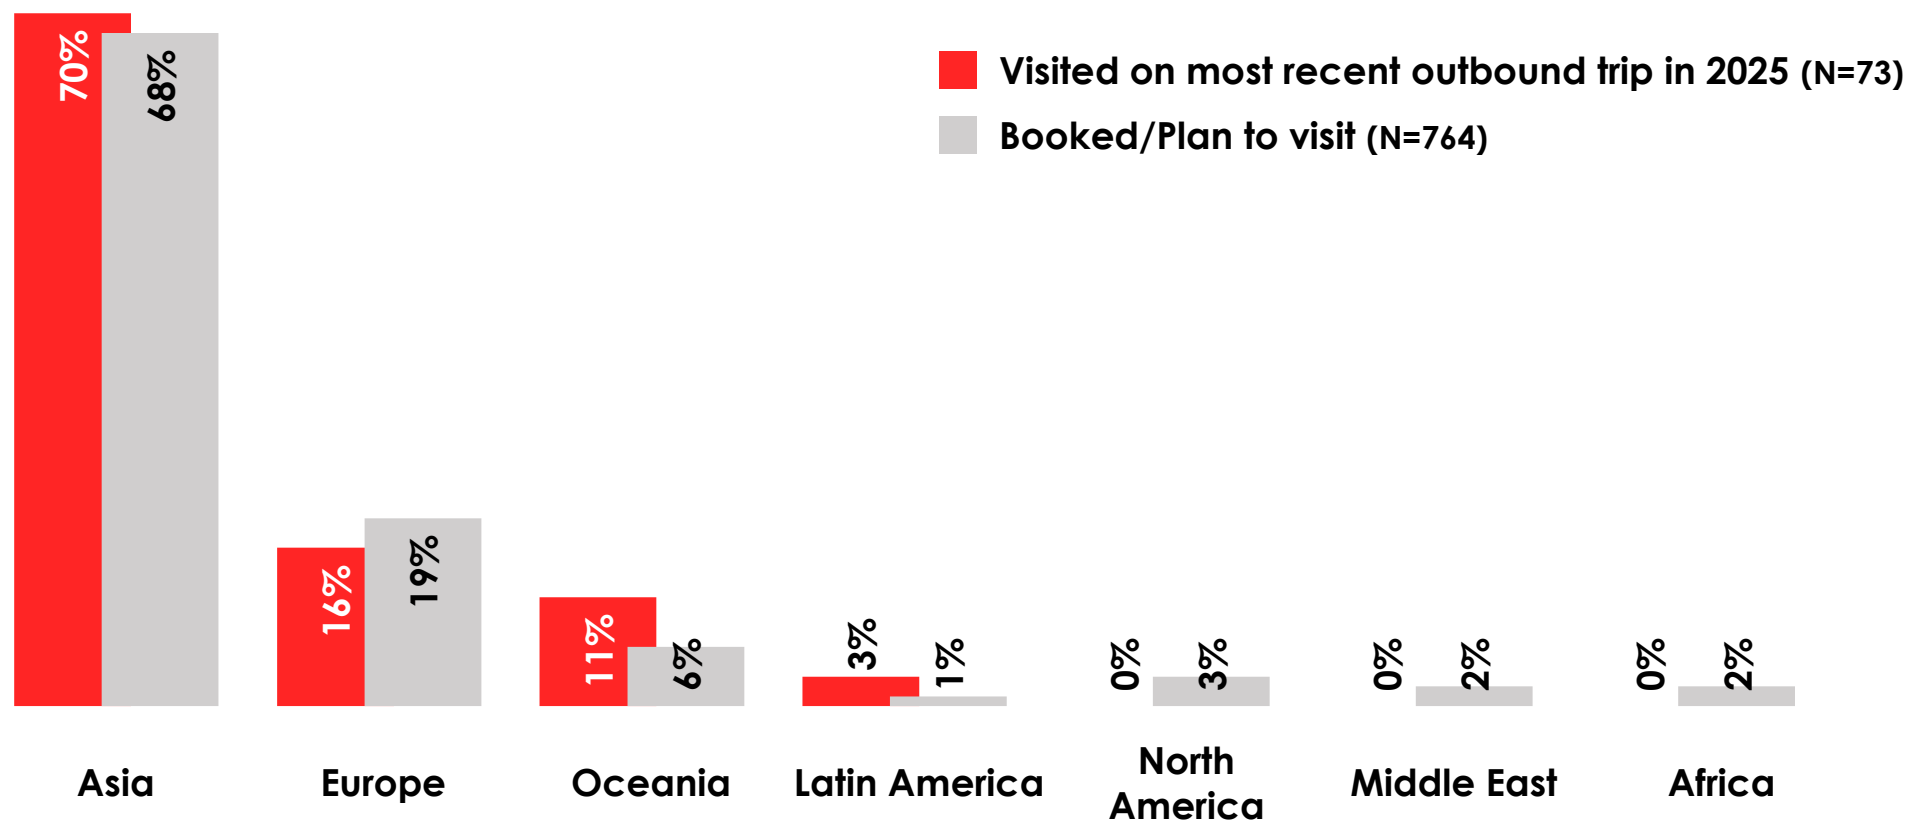 Visited on most recent outbound trip in 2025 (N=73)
Booked/Plan to visit (N=764)
70%
68%
16%
19%
11%
6%
3%
1%
0%
3%
0%
2%
0%
2%
Asia
Europe
Oceania
Latin America
North
America
Middle East
Africa